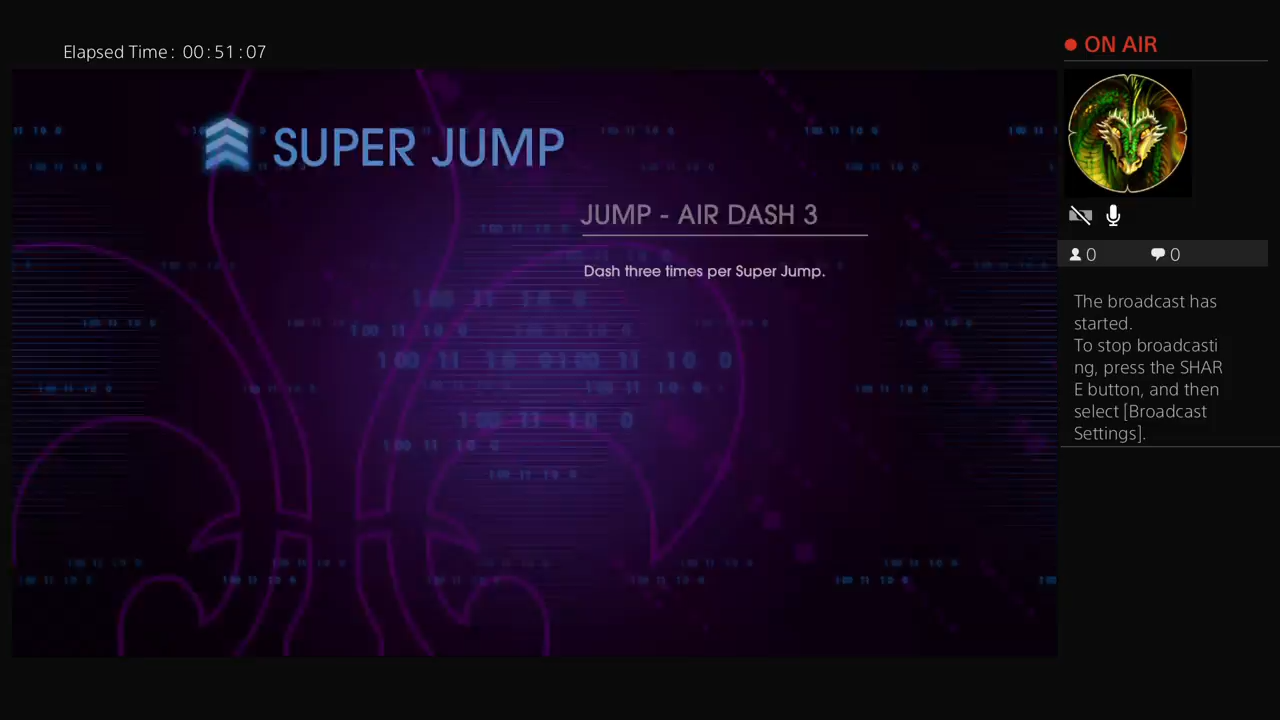 Elapsed Time: 00:51:07
ON AIR
SUPER JUMP
JUMP - AIR DASH 3
Dash three times per Super Jump.
0 0
The broadcast has
started.
To stop broadcasti
ng, press the SHAR
E button, and then
select [Broadcast
Settings].